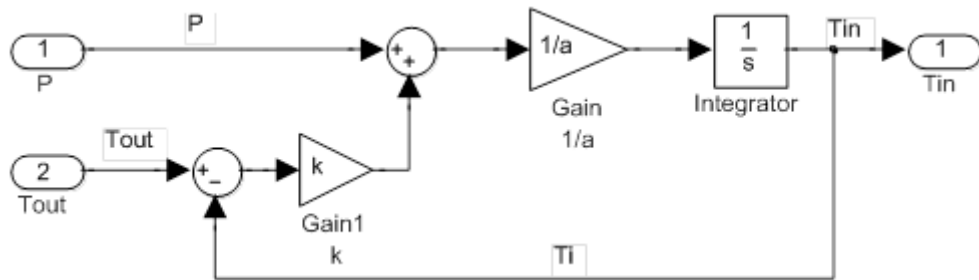 P
1
P
+
+
1/a
Gain
1/a
1
s
Integrator
Tin
1
Tin
Tout
2
Tout
+
−
k
Gain1
k
Ti